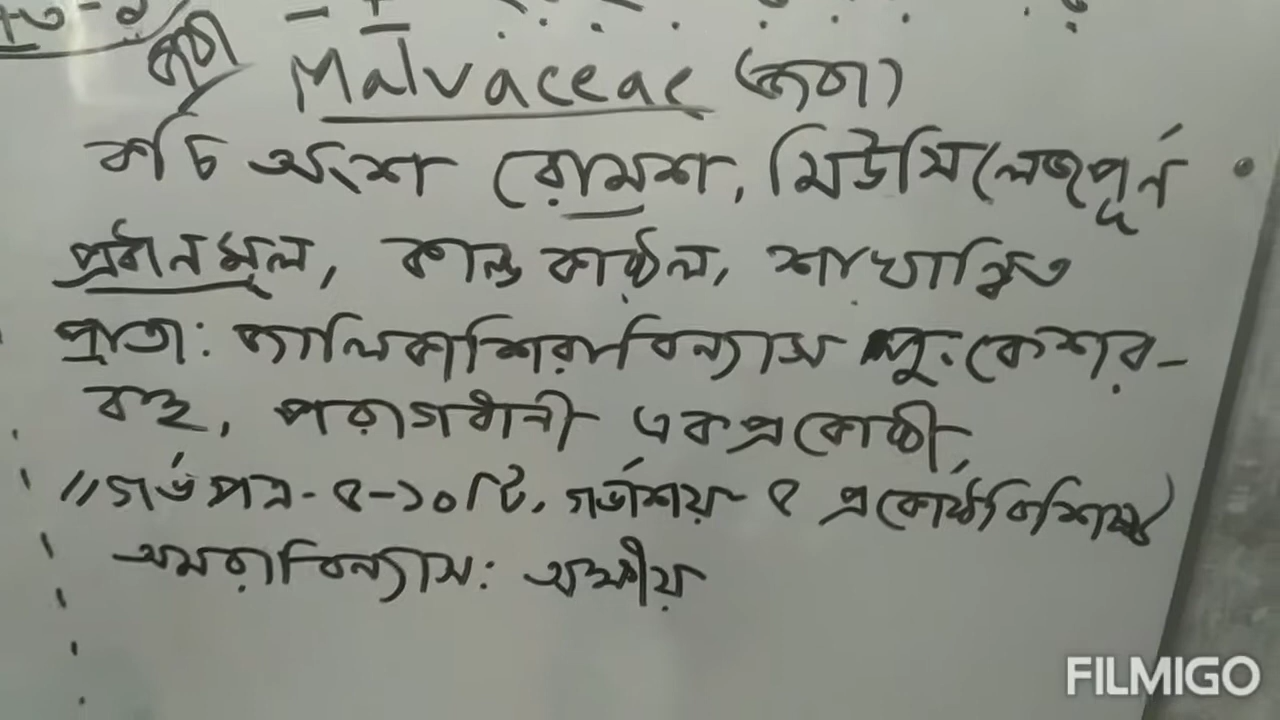 জবা Malvaceae (জবা)
কচি অংশ রোমশ, মিউসিলেজপূর্ন
প্রধানমূল, কান্ড কাষ্ঠল, শাখান্বিত
পাতা: জালিকাশিরাবিন্যাস পুং কেশর-
বহু, পরাগধানী একপ্রকোষ্ঠী,
গর্ভপত্র - ৫-১০টি, গর্ভাশয় - ৫ প্রকোষ্ঠবিশিষ্ট
অমরাবিন্যাস: অক্ষীয়
FILMIGO